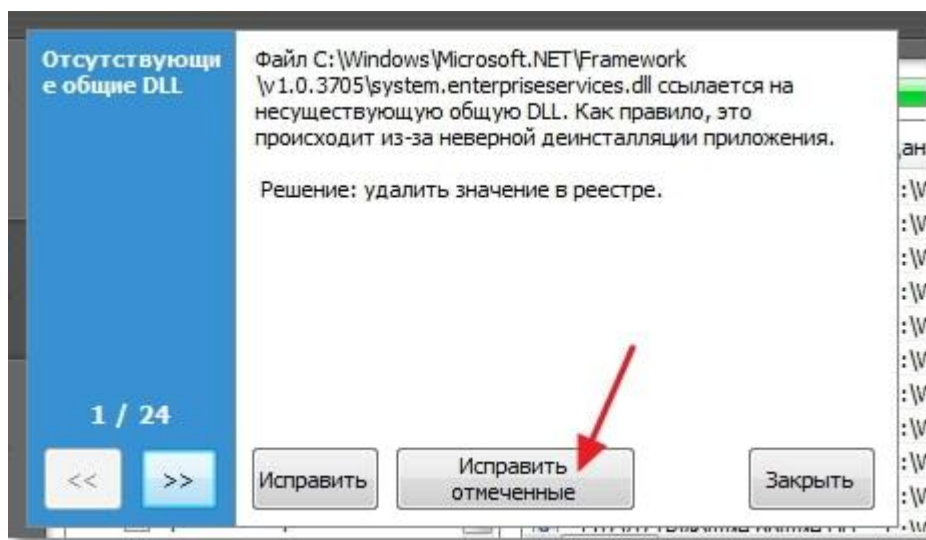 Отсутствующи
е общие DLL
Файл C:\Windows\Microsoft.NET\Framework
\v1.0.3705\system.enterpriseservices.dll ссылается на
несуществующую общую DLL. Как правило, это
происходит из-за неверной деинсталляции приложения.
Решение: удалить значение в реестре.
1 / 24
<< >> Исправить Исправить
отмеченные Закрыть